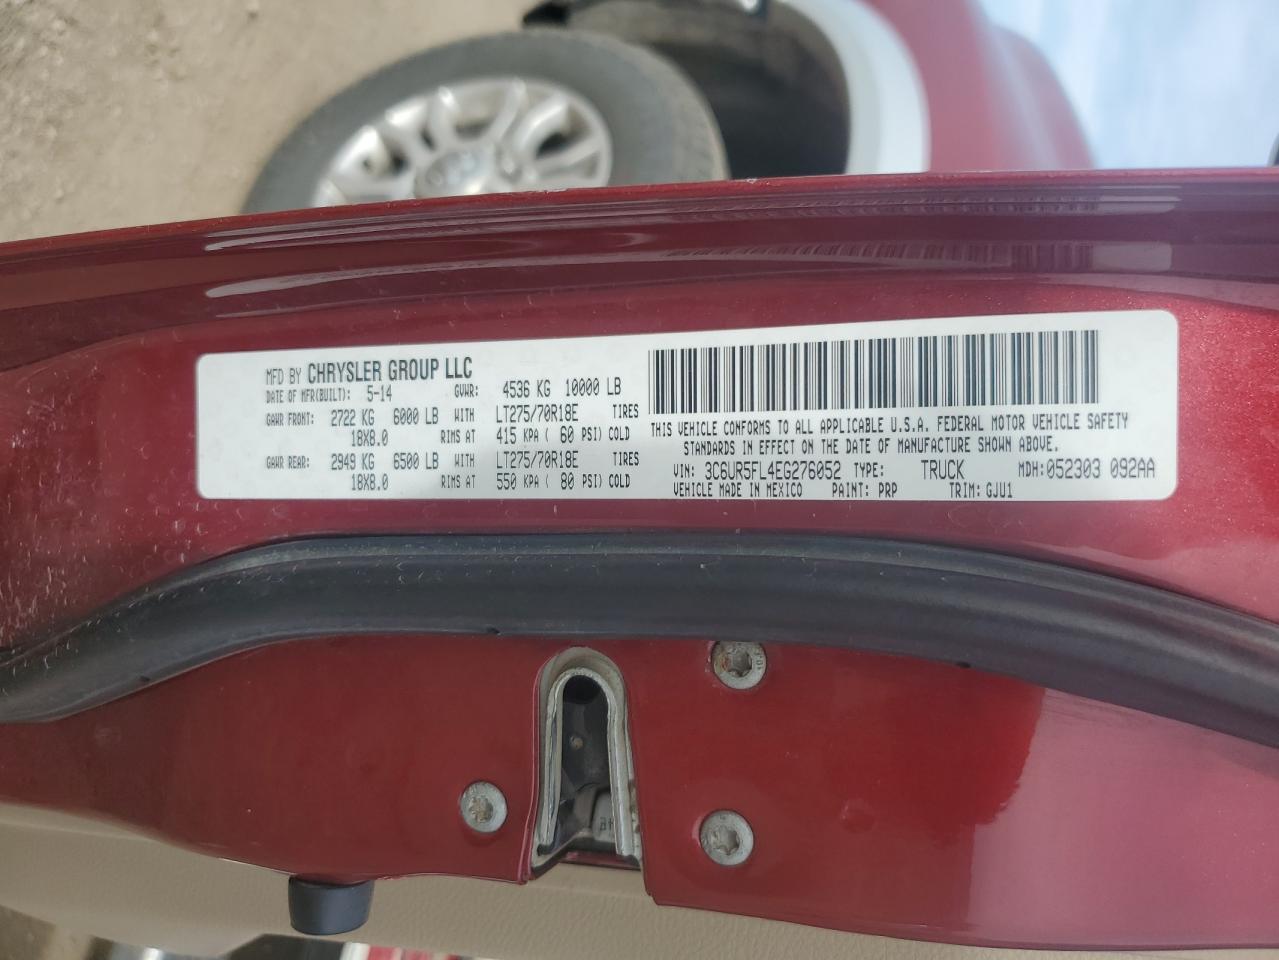 MFD BY CHRYSLER GROUP LLC
DATE OF MFR(BUILT): 5-14 GVWR: 4536 KG 10000 LB
GAWR FRONT: 2722 KG 6000 LB WITH LT275/70R18E TIRES
18X8.0 RIMS AT 415 KPA ( 60 PSI) COLD
GAWR REAR: 2949 KG 6500 LB WITH LT275/70R18E TIRES
18X8.0 RIMS AT 550 KPA ( 80 PSI) COLD
THIS VEHICLE CONFORMS TO ALL APPLICABLE U.S.A. FEDERAL MOTOR VEHICLE SAFETY
STANDARDS IN EFFECT ON THE DATE OF MANUFACTURE SHOWN ABOVE.
VIN: 3C6UR5FL4EG276052 TYPE: TRUCK MDH:052303 092AA
VEHICLE MADE IN MEXICO PAINT: PRP TRIM: GJU1